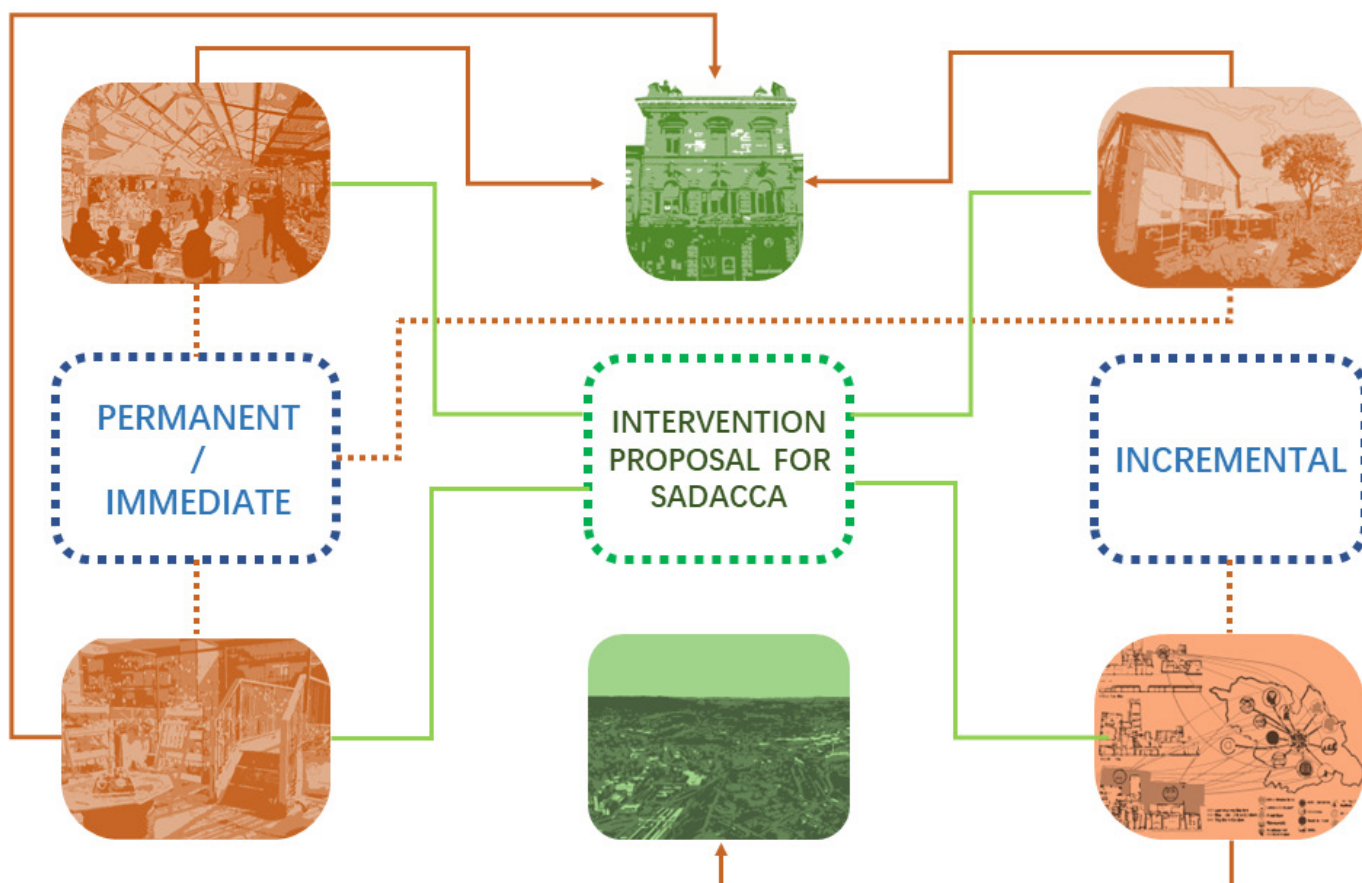 PERMANENT
/
IMMEDIATE
INTERVENTION
PROPOSAL FOR
SADACCA
INCREMENTAL